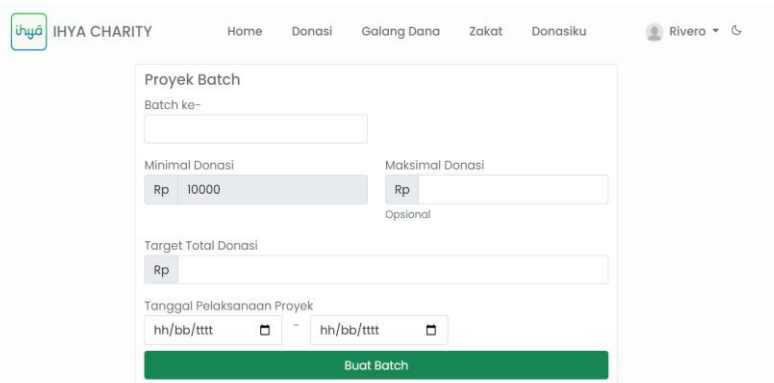 ihyä IHYA CHARITY Home Donasi Galang Dana Zakat Donasiku Rivero
Proyek Batch
Batch ke-
Minimal Donasi Maksimal Donasi
Rp 10000 Rp
Opsional
Target Total Donasi
Rp
Tanggal Pelaksanaan Proyek
hh/bb/tttt - hh/bb/tttt
Buat Batch